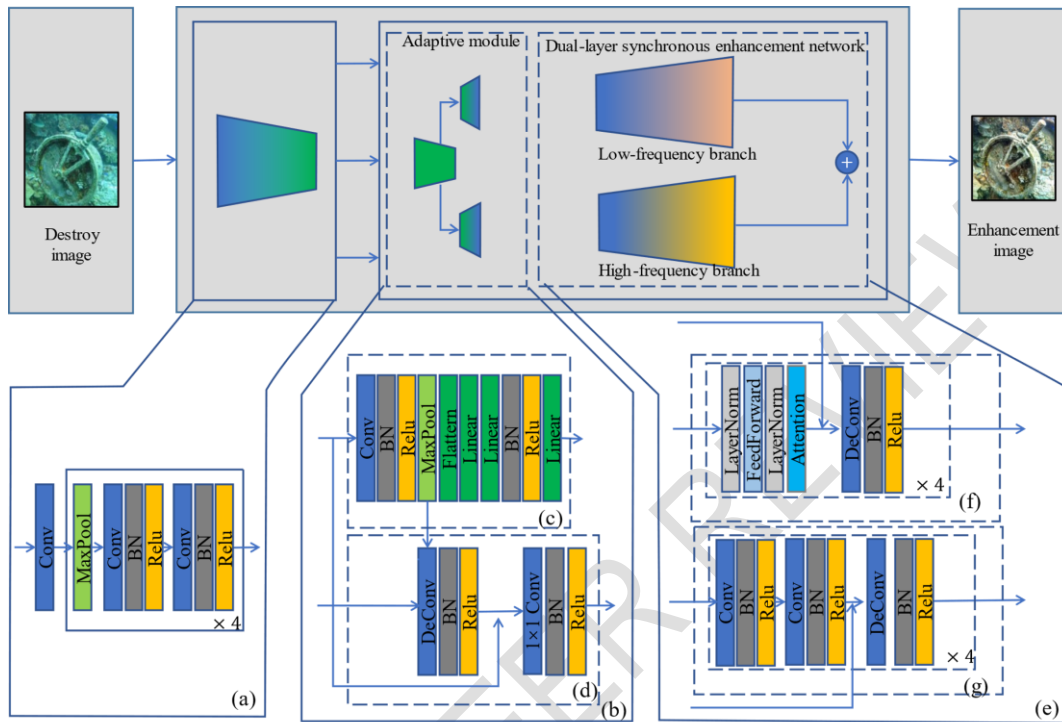 Adaptive module
Dual-layer synchronous enhancement network
Low-frequency branch
+
High-frequency branch
Destroy
image
Enhancement
image
Conv
MaxPool
Conv
BN
Relu
Conv
BN
Relu
× 4
(a)
Conv
BN
Relu
MaxPool
Flattern
Linear
Linear
BN
Relu
Linear
(c)
DeConv
BN
Relu
1×1 Conv
BN
Relu
(d)
(b)
LayerNorm
FeedForward
LayerNorm
Attention
DeConv
BN
Relu
× 4
(f)
Conv
BN
Relu
Conv
BN
Relu
DeConv
BN
Relu
× 4
(g)
(e)